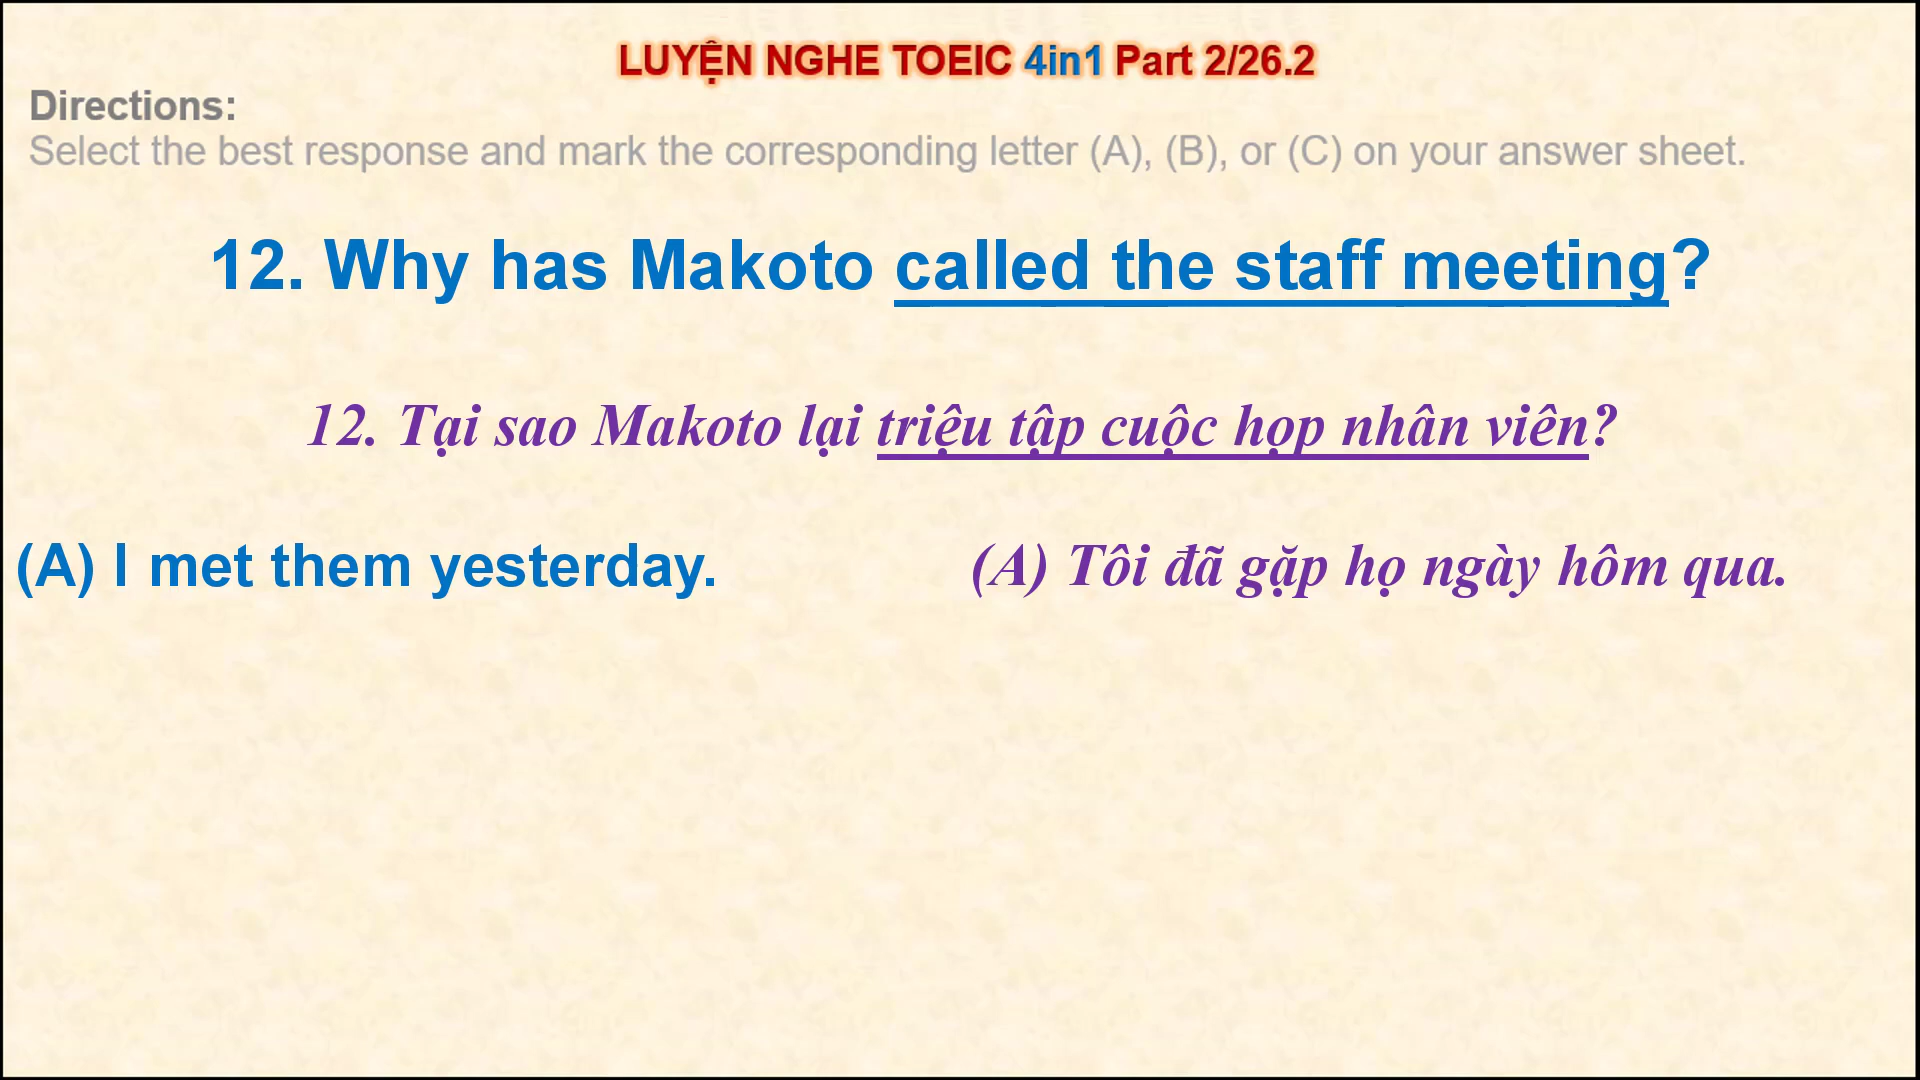 LUYỆN NGHE TOEIC 4in1 Part 2/26.2
Directions:
Select the best response and mark the corresponding letter (A), (B), or (C) on your answer sheet.
12. Why has Makoto called the staff meeting?
12. Tại sao Makoto lại triệu tập cuộc họp nhân viên?
(A) I met them yesterday. (A) Tôi đã gặp họ ngày hôm qua.